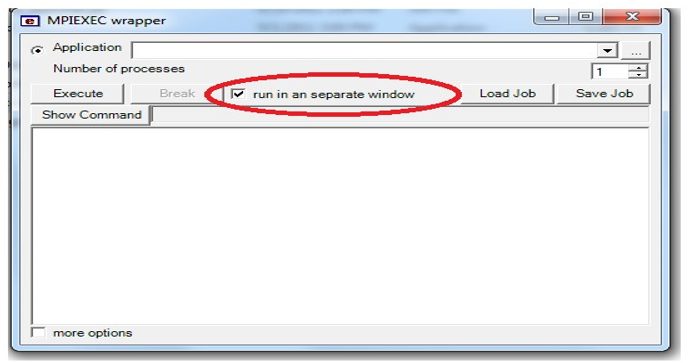 MPIEXEC wrapper
Application
...
Number of processes
1
Execute Break run in an separate window Load Job Save Job
Show Command
more options